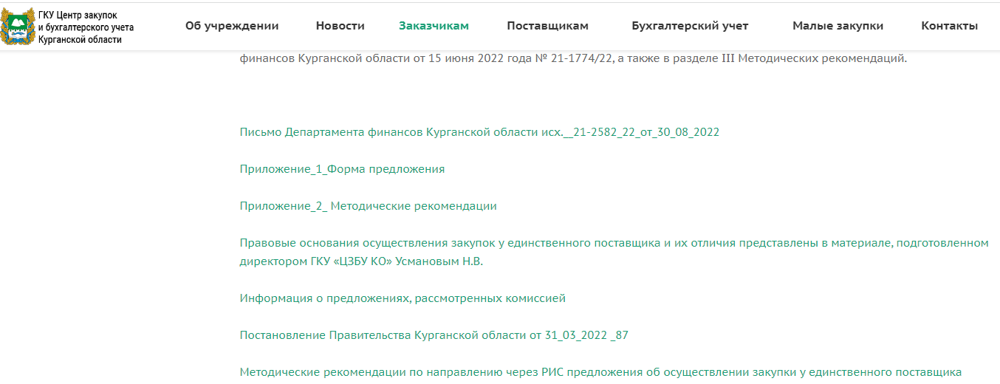 ГКУ Центр закупок
и бухгалтерского учета
Курганской области
Об учреждении
Новости
Заказчикам
Поставщикам
Бухгалтерский учет
Малые закупки
Контакты
финансов Курганской области от 15 июня 2022 года № 21-1774/22, а также в разделе III Методических рекомендаций.
Письмо Департамента финансов Курганской области исх.__21-2582_22_от_30_08_2022
Приложение_1_Форма предложения
Приложение_2_ Методические рекомендации
Правовые основания осуществления закупок у единственного поставщика и их отличия представлены в материале, подготовленном
директором ГКУ «ЦЗБУ КО» Усмановым Н.В.
Информация о предложениях, рассмотренных комиссией
Постановление Правительства Курганской области от 31_03_2022 _87
Методические рекомендации по направлению через РИС предложения об осуществлении закупки у единственного поставщика